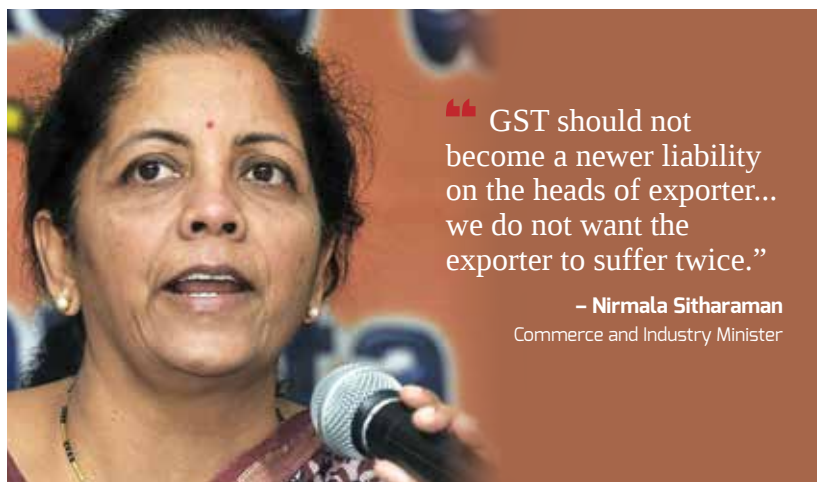 “ GST should not
become a newer liability
on the heads of exporter...
we do not want the
exporter to suffer twice.”
– Nirmala Sitharaman
Commerce and Industry Minister